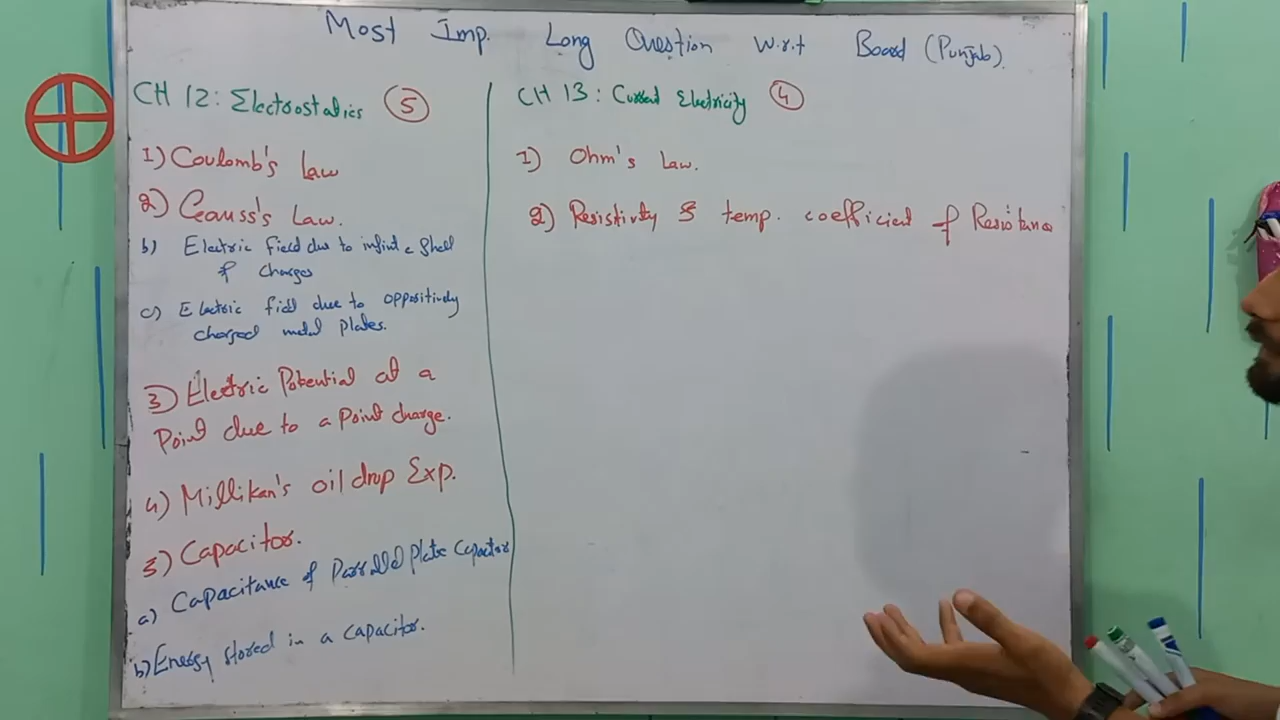 Most Imp. Long Question w.r.t Board (Punjab).
CH 12: Electrostatics 5
1) Coulomb's Law
2) Gauss's Law.
b) Electric field due to infinite Shell
of charges
c) Electric field due to oppositively
charged metal plates.
3) Electric Potential at a
Point due to a Point charge.
4) Millikan's oil drop Exp.
5) Capacitor.
a) Capacitance of Parallel Plate Capacitor
b) Energy stored in a capacitor.
CH 13: Current Electricity 4
1) Ohm's Law.
2) Resistivity & temp. coefficient of Resistance